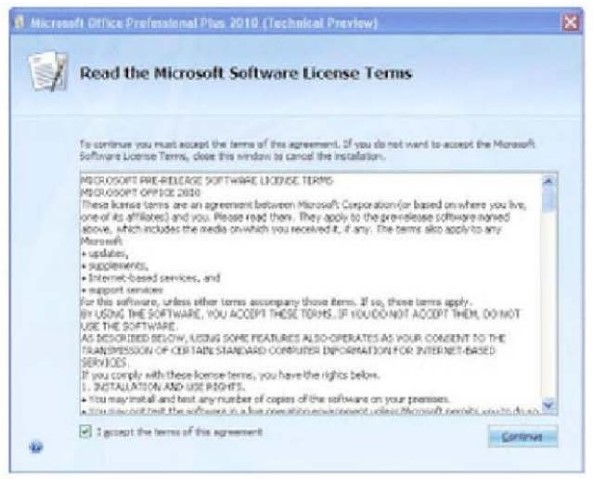 Microsoft Office Professional Plus 2010 (Technical Preview)
Read the Microsoft Software License Terms
To continue you must accept the terms of this agreement. If you do not want to accept the Microsoft
Software License Terms, close this window to cancel the installation.
MICROSOFT PRE-RELEASE SOFTWARE LICENSE TERMS
MICROSOFT OFFICE 2010
These license terms are an agreement between Microsoft Corporation (or based on where you live,
one of its affiliates) and you. Please read them. They apply to the pre-release software named
above, which includes the media on which you received it, if any. The terms also apply to any
Microsoft
• updates,
• supplements,
• Internet-based services, and
• support services
for this software, unless other terms accompany those items. If so, those terms apply.
BY USING THE SOFTWARE, YOU ACCEPT THESE TERMS. IF YOU DO NOT ACCEPT THEM, DO NOT
USE THE SOFTWARE.
AS DESCRIBED BELOW, USING SOME FEATURES ALSO OPERATES AS YOUR CONSENT TO THE
TRANSMISSION OF CERTAIN STANDARD COMPUTER INFORMATION FOR INTERNET-BASED
SERVICES.
If you comply with these license terms, you have the rights below.
1. INSTALLATION AND USE RIGHTS.
• You may install and test any number of copies of the software on your premises.
• You may not test the software in a live operating environment unless Microsoft permits you to do so
I accept the terms of this agreement
Continue